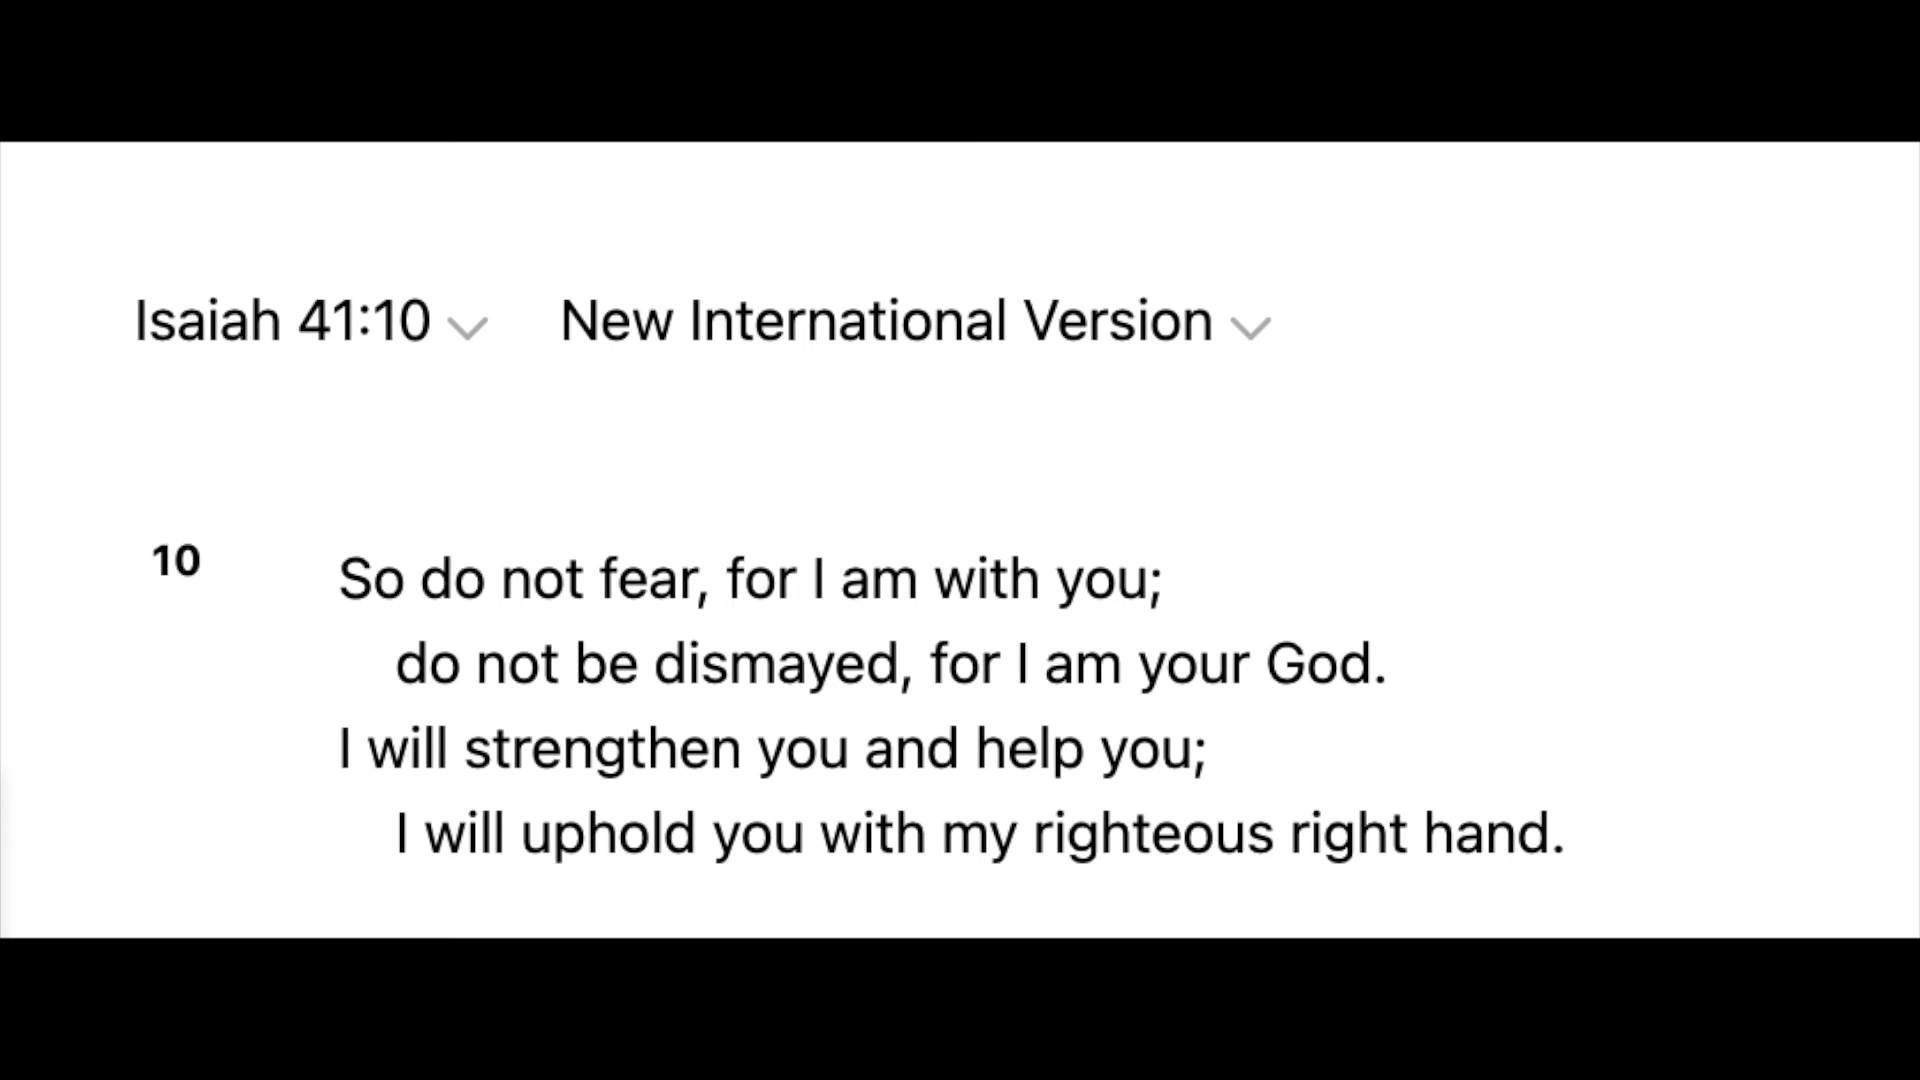 Isaiah 41:10 New International Version
10 So do not fear, for I am with you;
do not be dismayed, for I am your God.
I will strengthen you and help you;
I will uphold you with my righteous right hand.